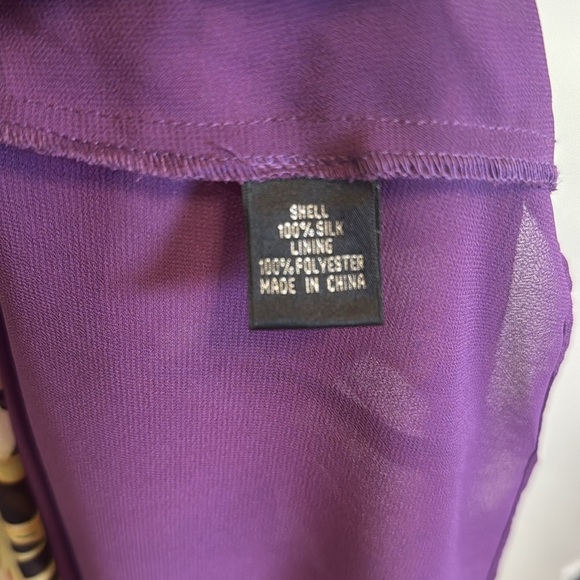 SHELL
100% SILK
LINING
100% POLYESTER
MADE IN CHINA